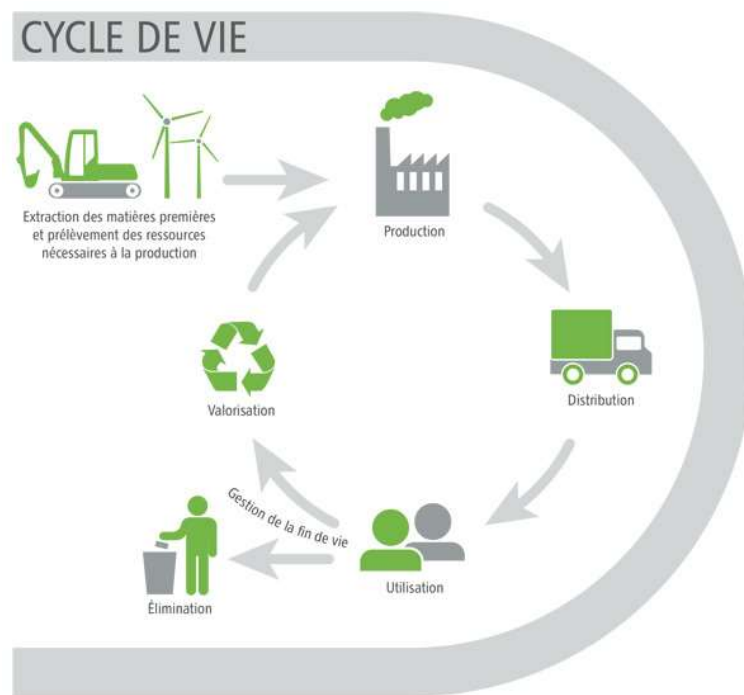 CYCLE DE VIE
Extraction des matières premières
et prélèvement des ressources
nécessaires à la production
Production
Distribution
Valorisation
Gestion de la fin de vie
Utilisation
Élimination